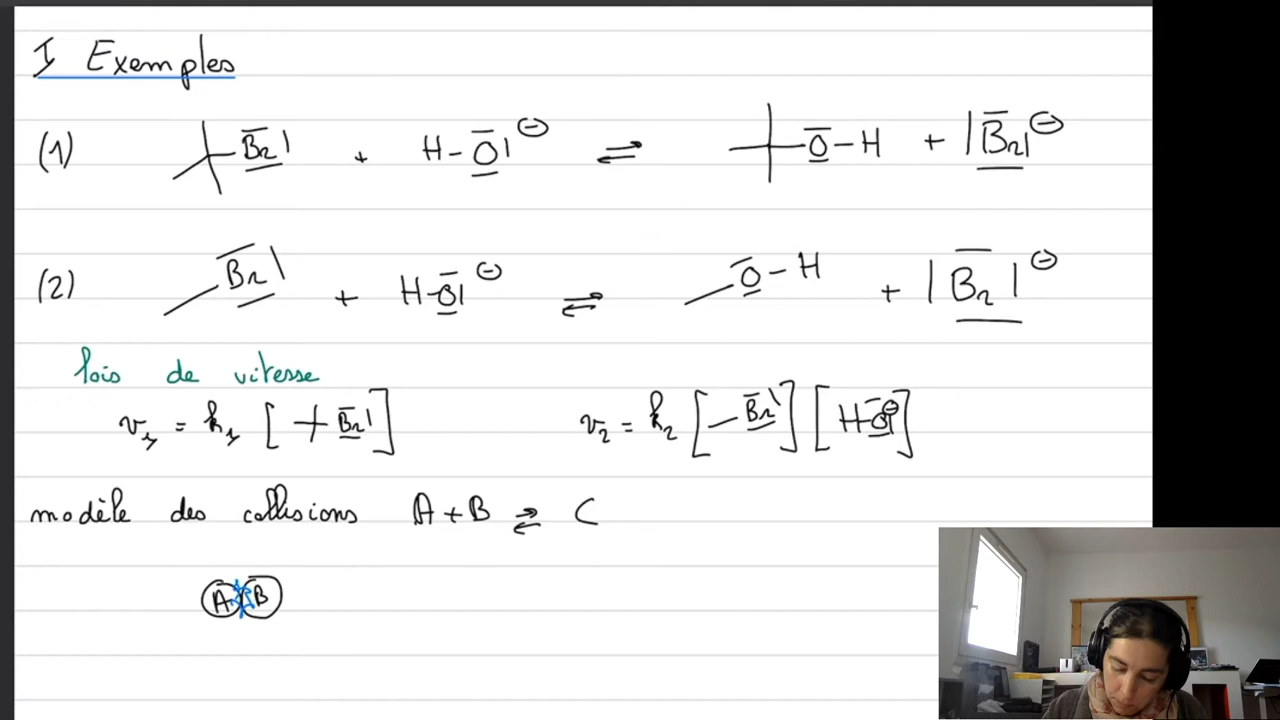 I Exemples
(1) Br + H-O⊖ ⇌ O-H + Br⊖
(2) Br + H-O⊖ ⇌ O-H + Br⊖
lois de vitesse
v₁ = k₁ [ Br ] v₂ = k₂ [ Br ] [ H-O⊖ ]
modèle des collisions A + B ⇌ C
A B